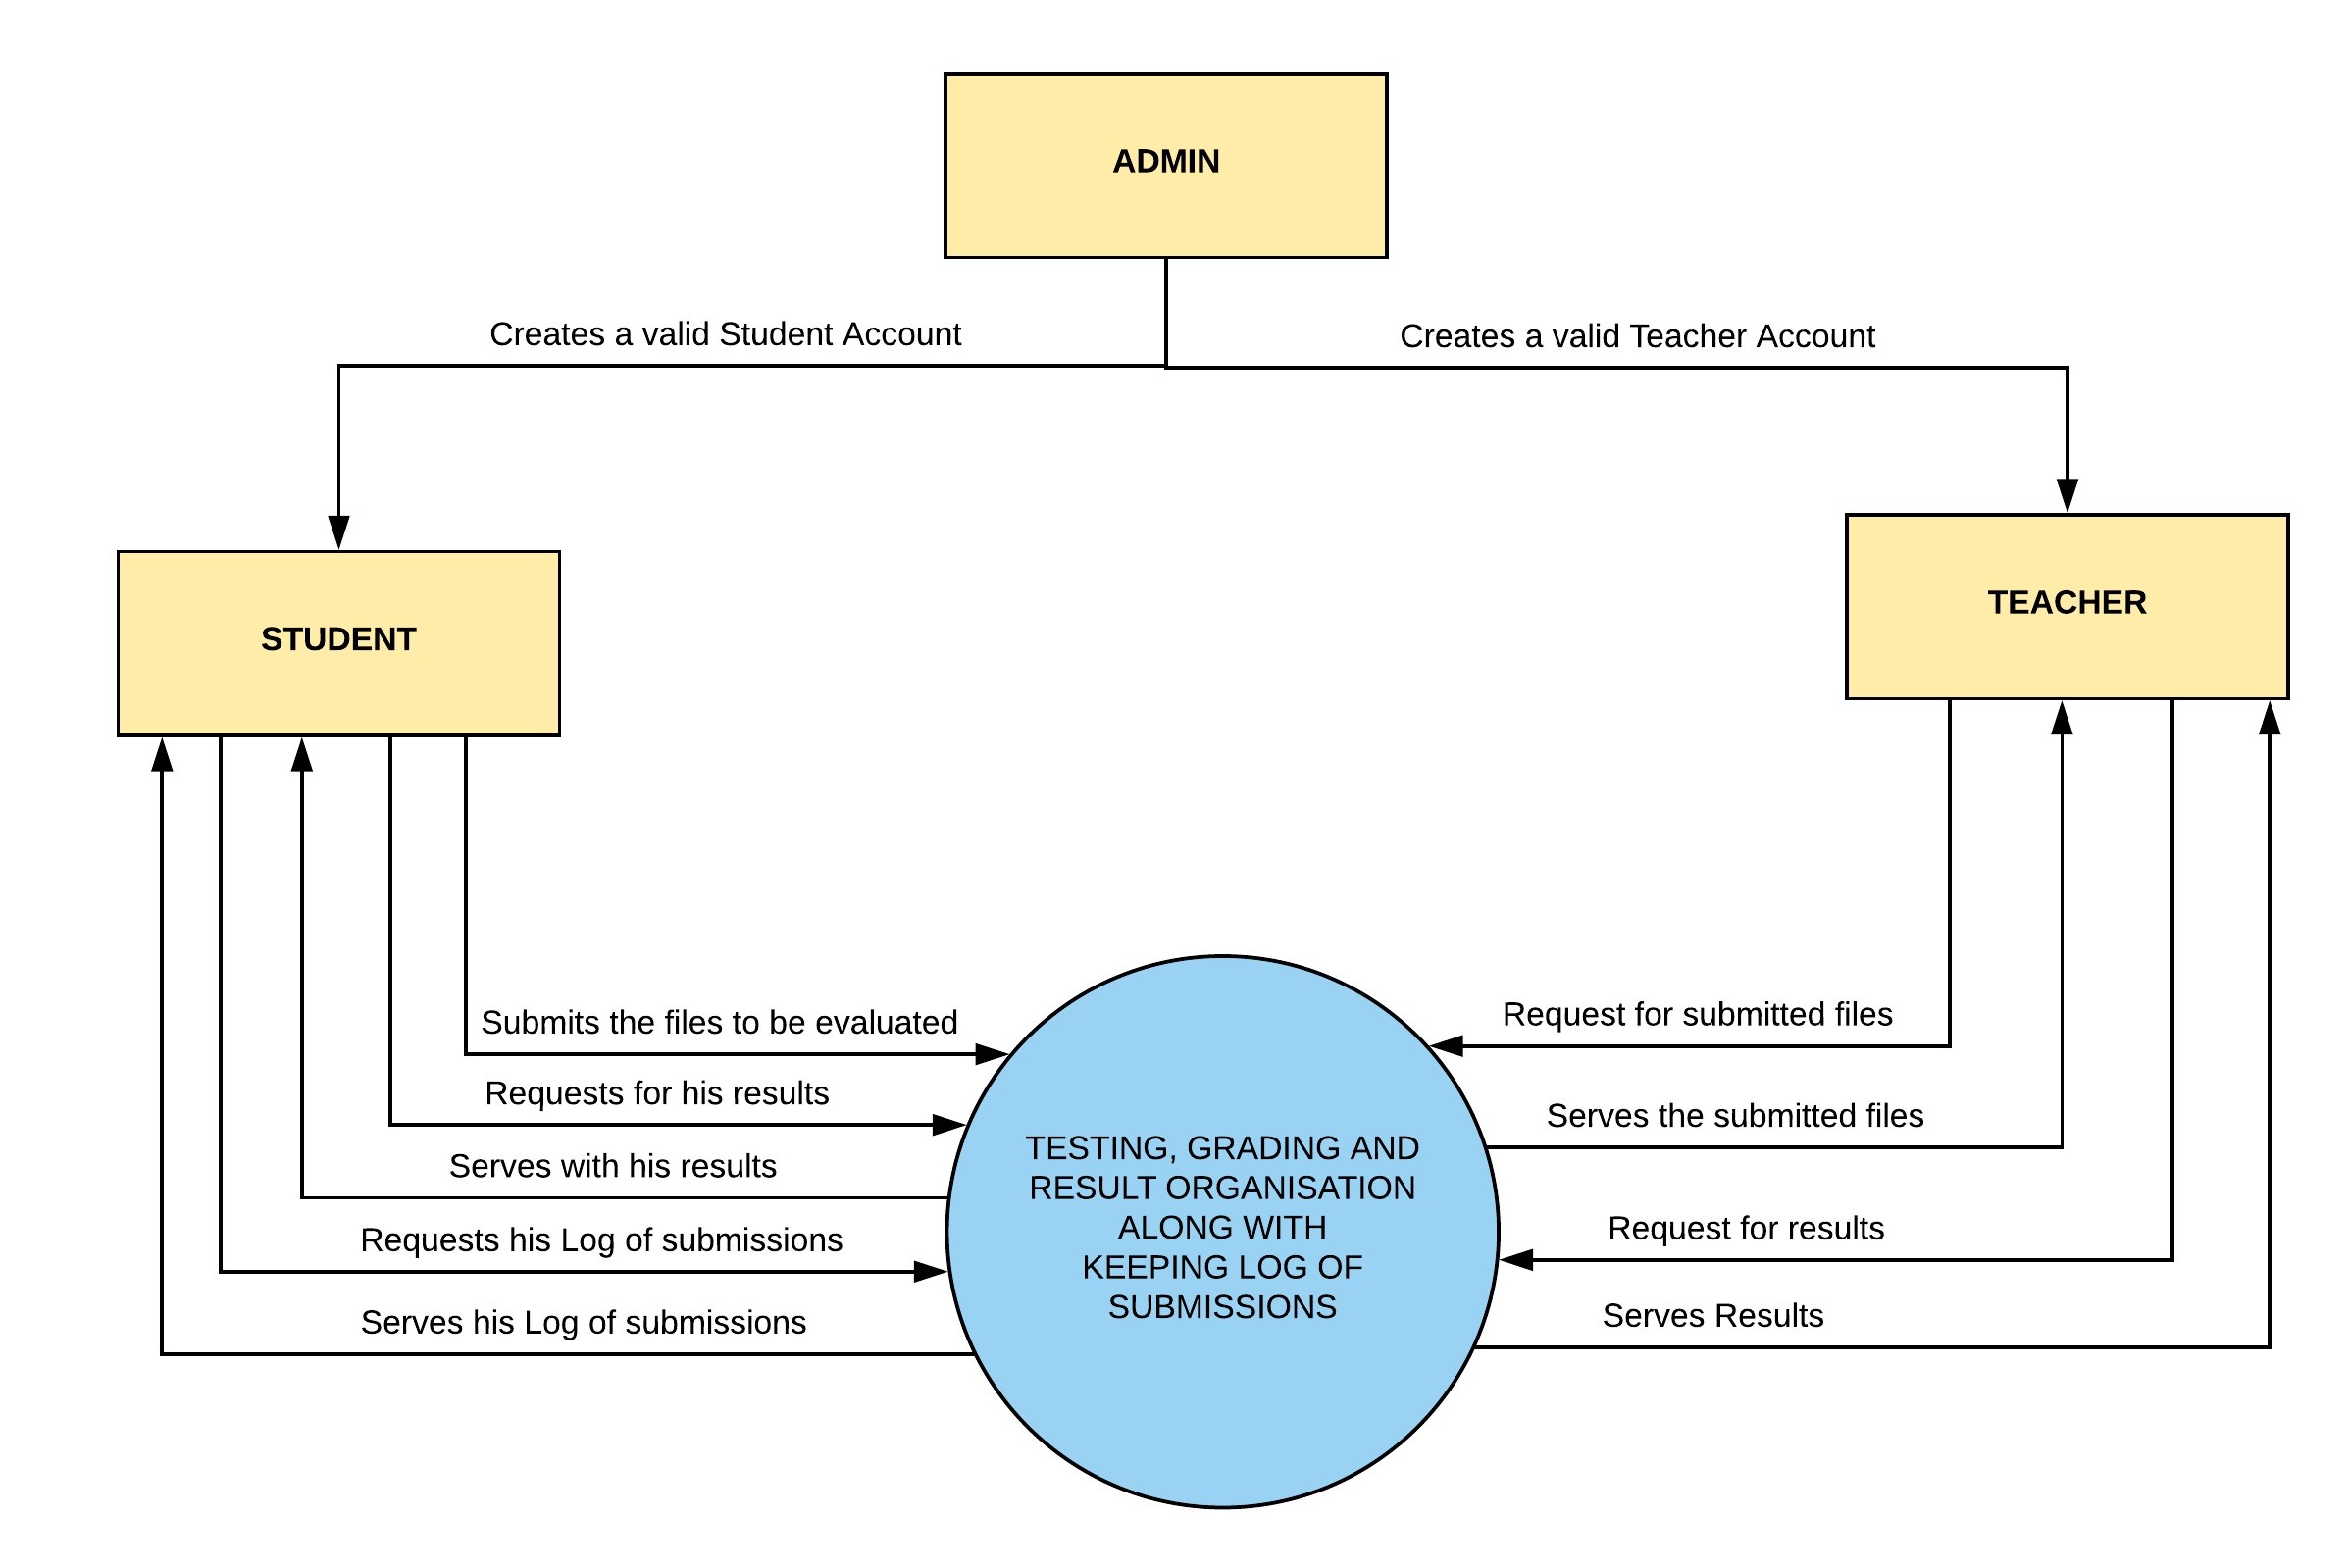 ADMIN
Creates a valid Student Account
Creates a valid Teacher Account
STUDENT
TEACHER
Submits the files to be evaluated
Requests for his results
Serves with his results
Requests his Log of submissions
Serves his Log of submissions
TESTING, GRADING AND
RESULT ORGANISATION
ALONG WITH
KEEPING LOG OF
SUBMISSIONS
Request for submitted files
Serves the submitted files
Request for results
Serves Results